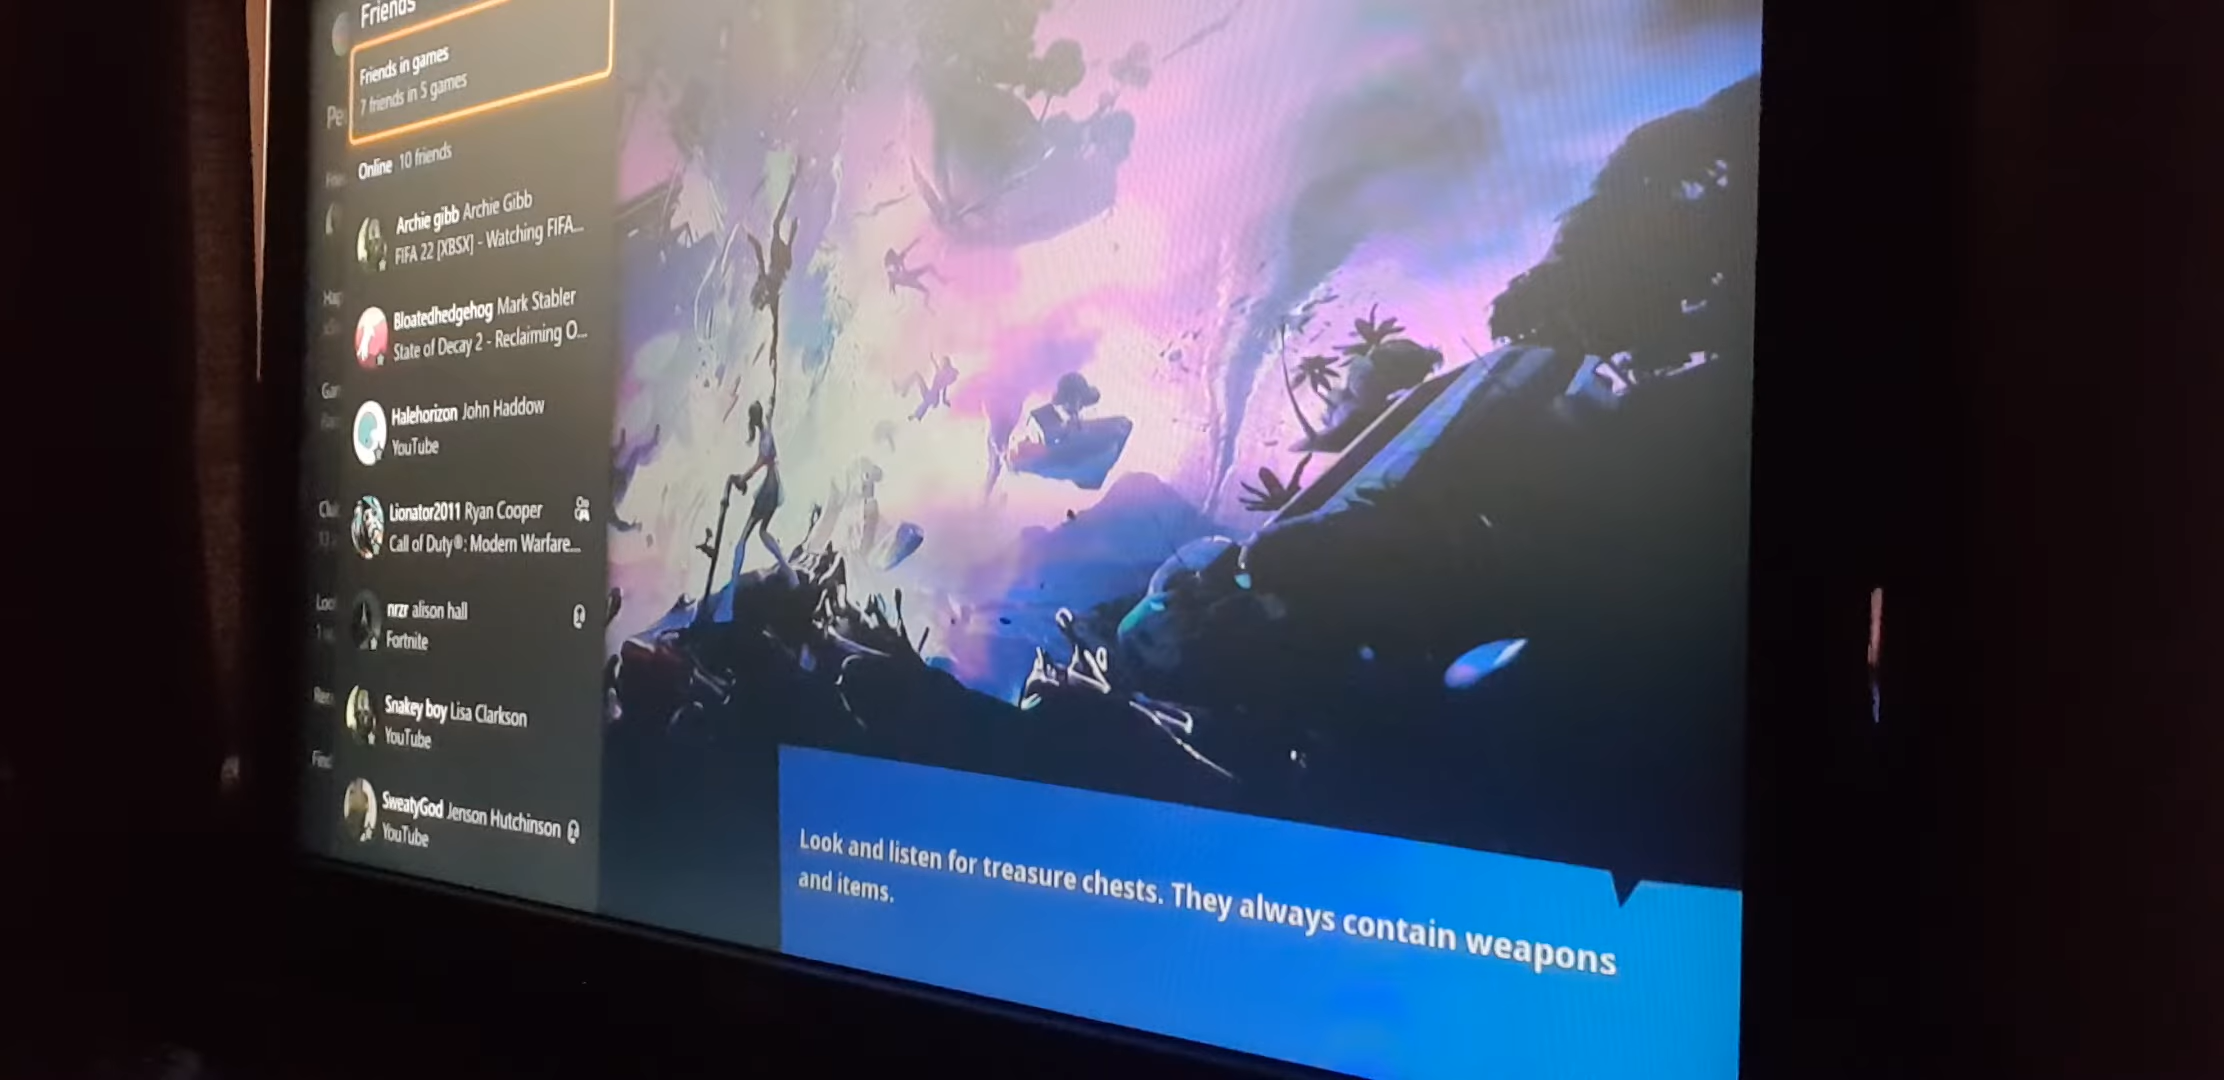 Friends
Friends in games
7 friends in 5 games
Online 10 friends
Archie gibb Archie Gibb
FIFA 22 [XBSX] - Watching FIFA...
Bloatedhedgehog Mark Stabler
State of Decay 2 - Reclaiming O...
Halehorizon John Haddow
YouTube
Lionator2011 Ryan Cooper
Call of Duty®: Modern Warfare...
nrzr alison hall
Fortnite
Snakey boy Lisa Clarkson
YouTube
SweatyGod Jenson Hutchinson
YouTube
Look and listen for treasure chests. They always contain weapons
and items.